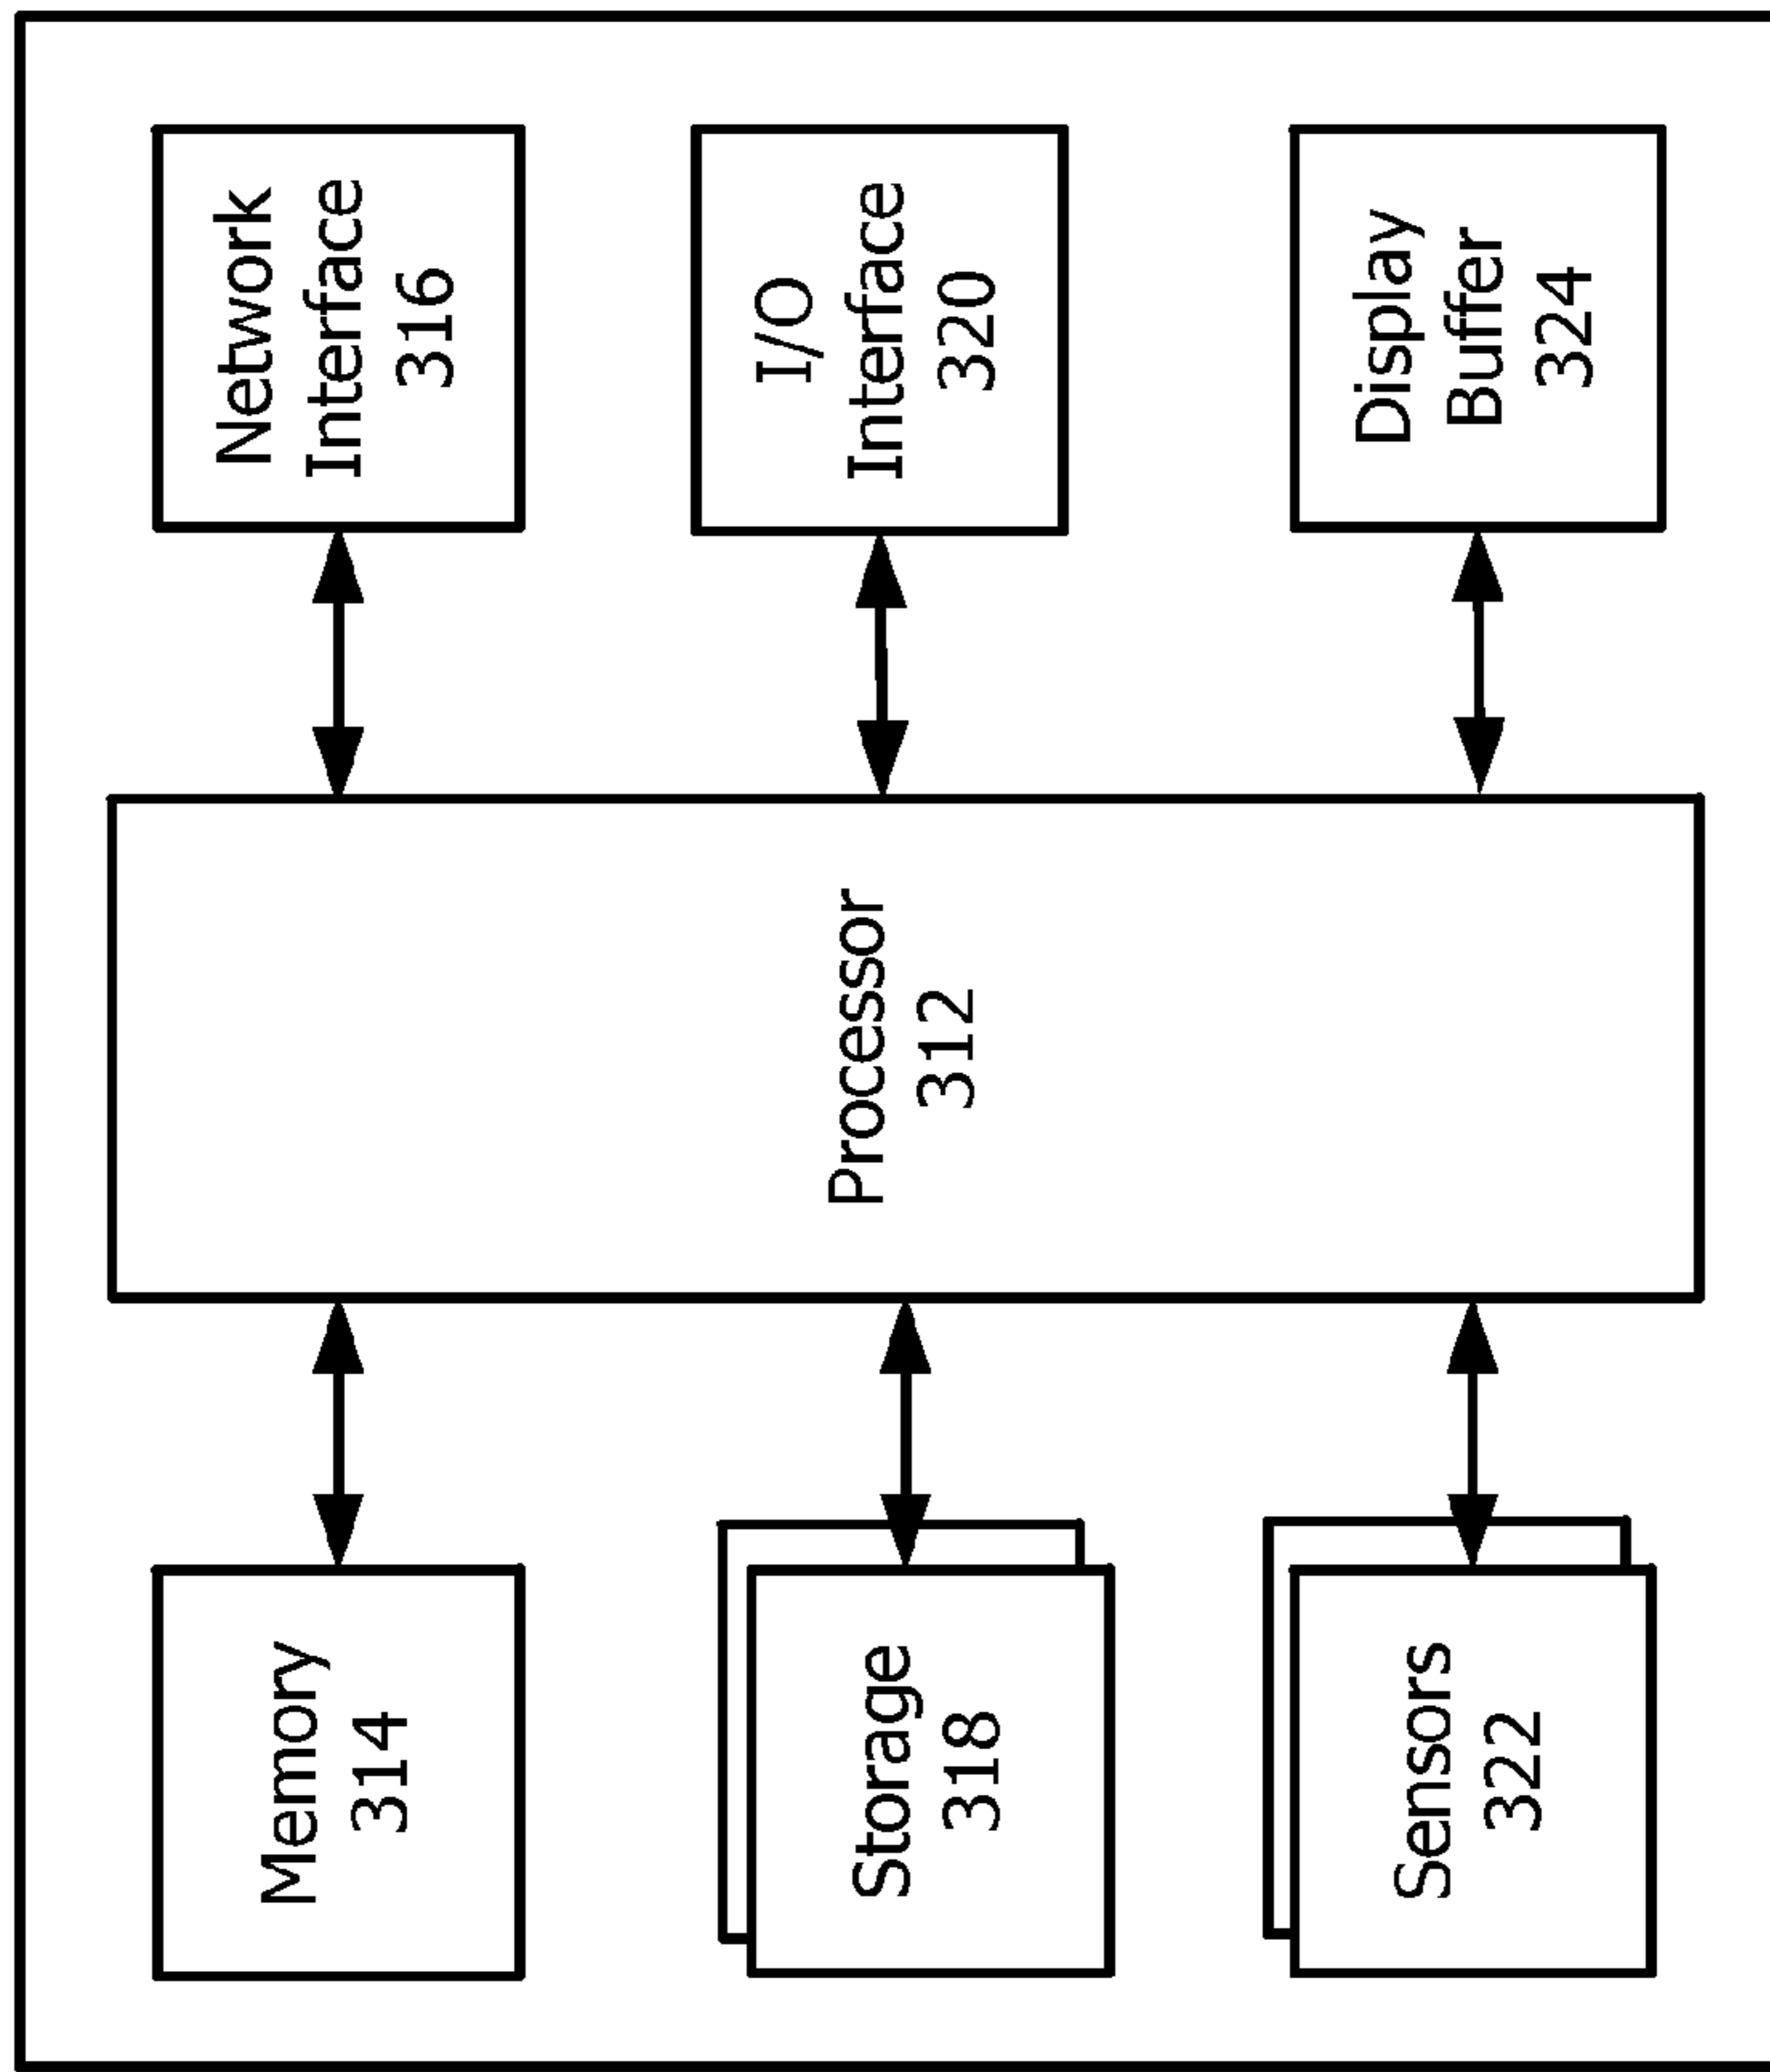 Memory
314
Processor
312
Network
Interface
316
Storage
318
I/O
Interface
320
Sensors
322
Display
Buffer
324